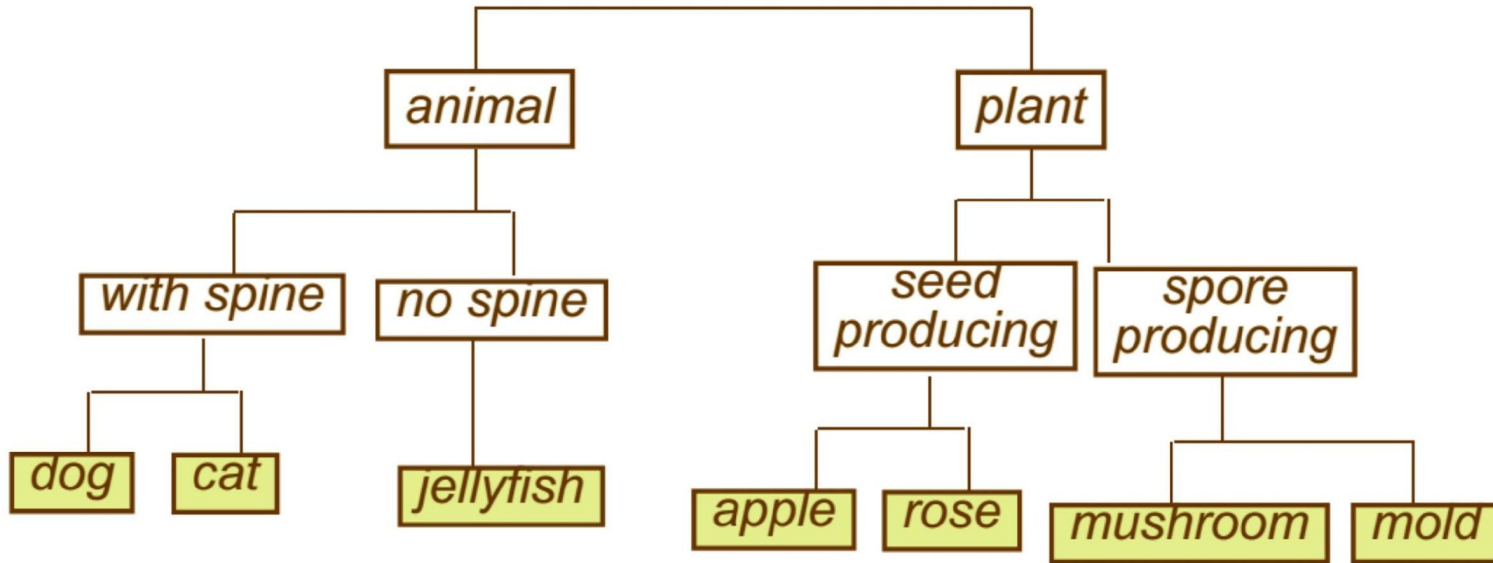 animal
plant
with spine
no spine
seed
producing
spore
producing
dog
cat
jellyfish
apple
rose
mushroom
mold